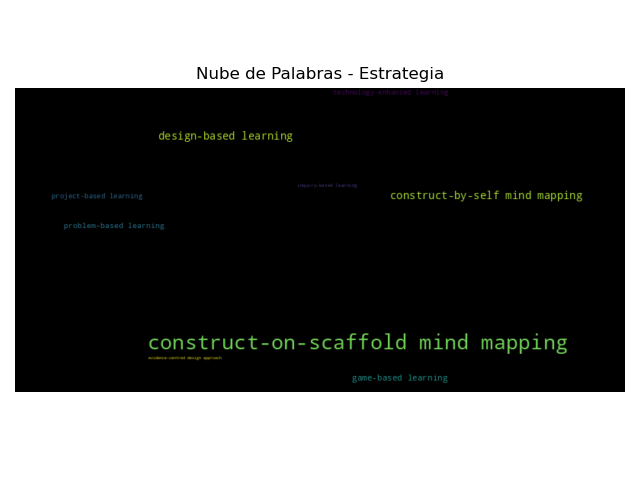 Nube de Palabras - Estrategia
technology-enhanced learning
design-based learning
inquiry-based learning
project-based learning
construct-by-self mind mapping
problem-based learning
construct-on-scaffold mind mapping
evidence-centred design approach
game-based learning